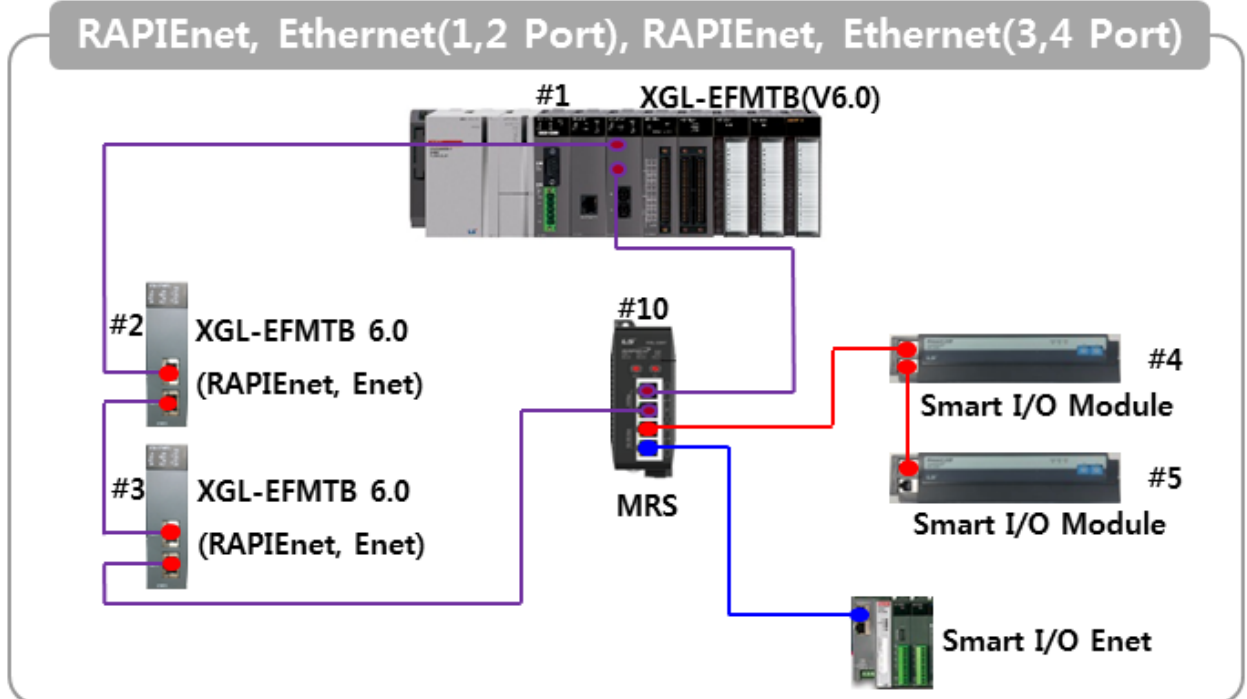 RAPIEnet, Ethernet(1,2 Port), RAPIEnet, Ethernet(3,4 Port)
#1 XGL-EFMTB(V6.0)
#2
XGL-EFMTB 6.0
(RAPIEnet, Enet)
#3
XGL-EFMTB 6.0
(RAPIEnet, Enet)
#10
MRS
#4
Smart I/O Module
#5
Smart I/O Module
Smart I/O Enet